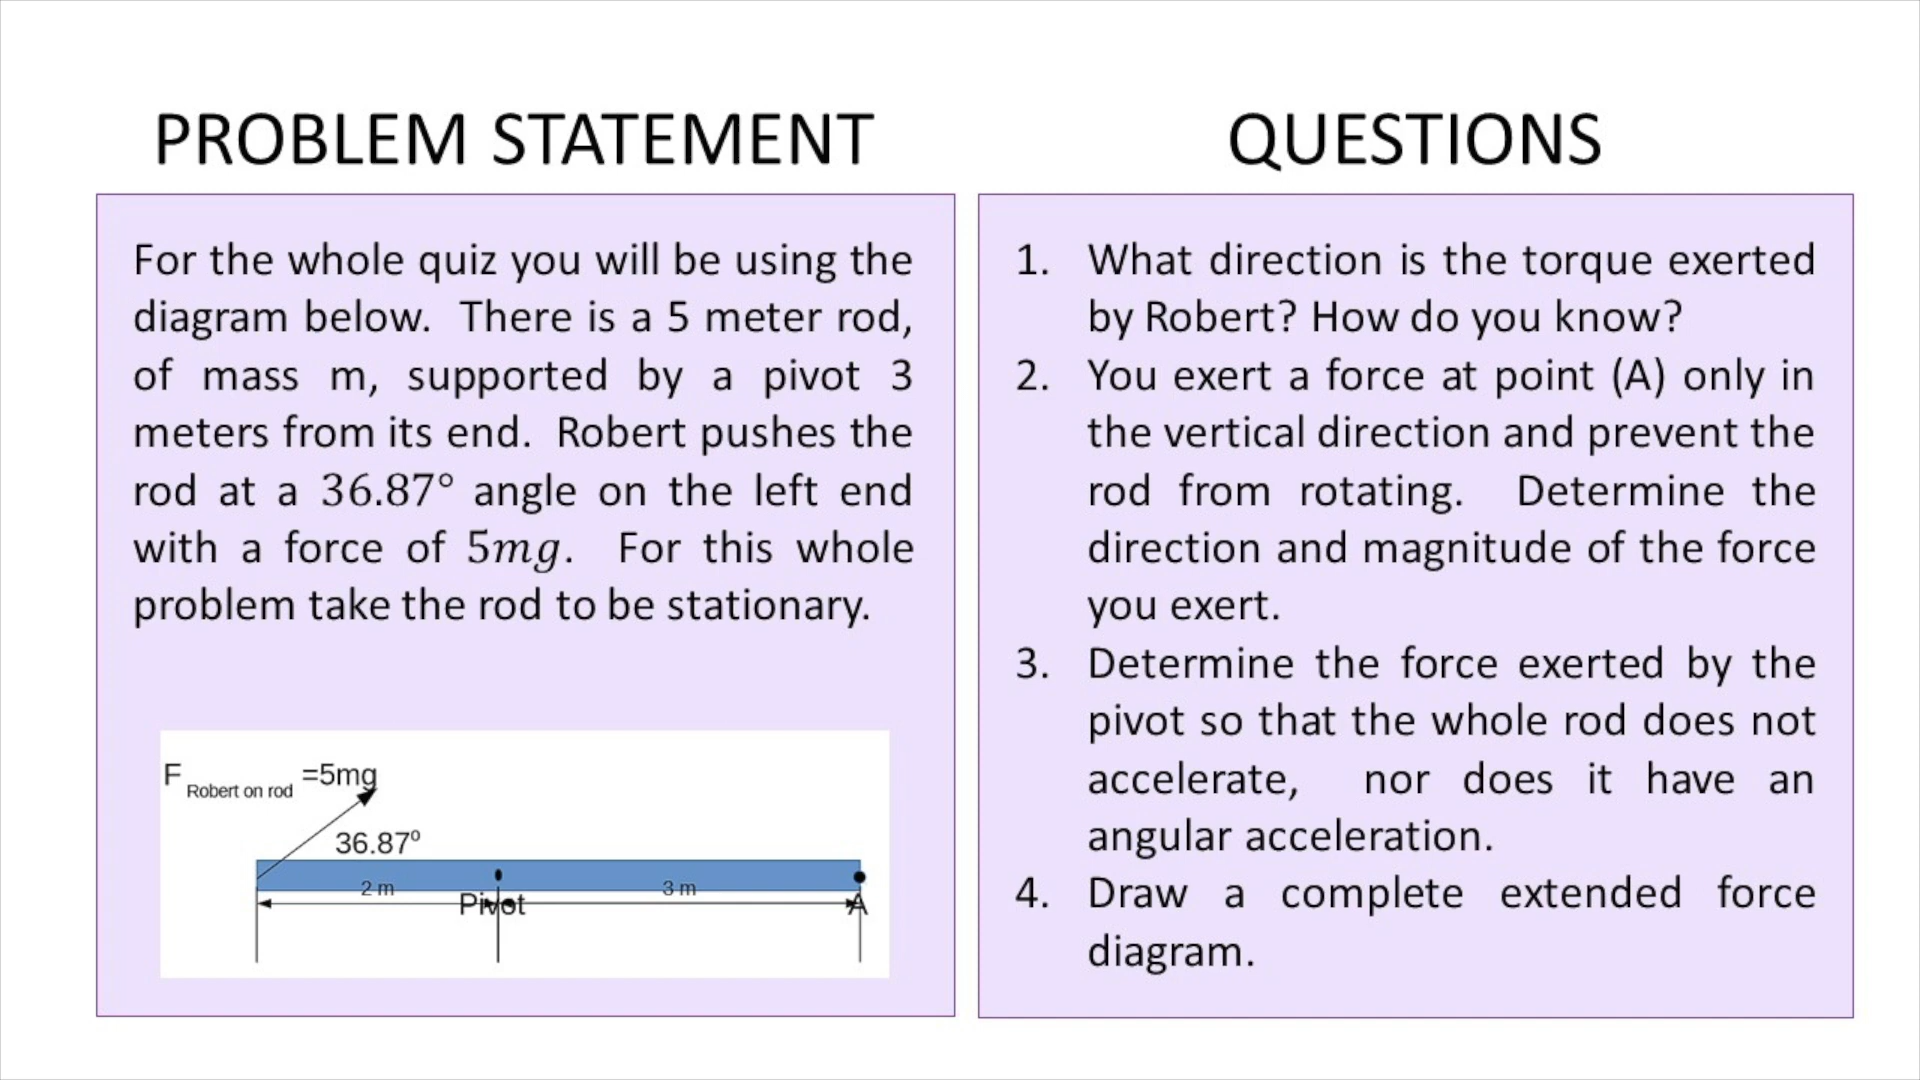 PROBLEM STATEMENT
For the whole quiz you will be using the
diagram below. There is a 5 meter rod,
of mass m, supported by a pivot 3
meters from its end. Robert pushes the
rod at a 36.87° angle on the left end
with a force of 5mg. For this whole
problem take the rod to be stationary.
F Robert on rod =5mg
36.87º
2 m
3 m
Pivot
A
QUESTIONS
1. What direction is the torque exerted
by Robert? How do you know?
2. You exert a force at point (A) only in
the vertical direction and prevent the
rod from rotating. Determine the
direction and magnitude of the force
you exert.
3. Determine the force exerted by the
pivot so that the whole rod does not
accelerate, nor does it have an
angular acceleration.
4. Draw a complete extended force
diagram.